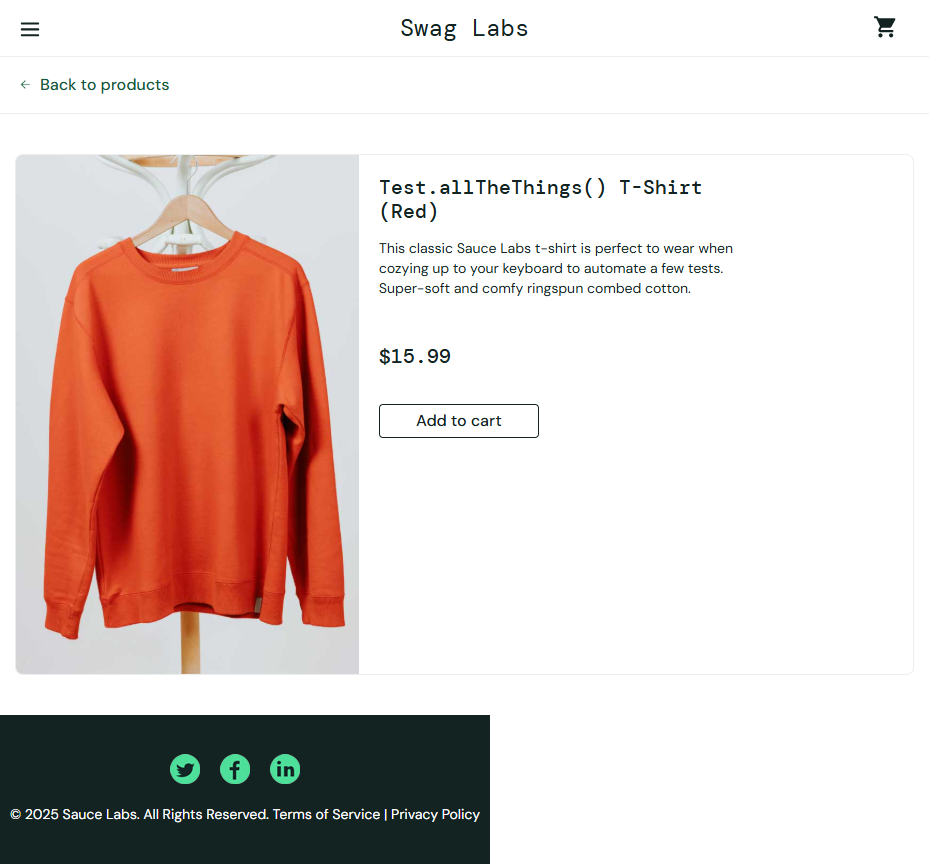 Swag Labs
Back to products
Test.allTheThings() T-Shirt
(Red)
This classic Sauce Labs t-shirt is perfect to wear when
cozying up to your keyboard to automate a few tests.
Super-soft and comfy ringspun combed cotton.
$15.99
Add to cart
© 2025 Sauce Labs. All Rights Reserved. Terms of Service | Privacy Policy